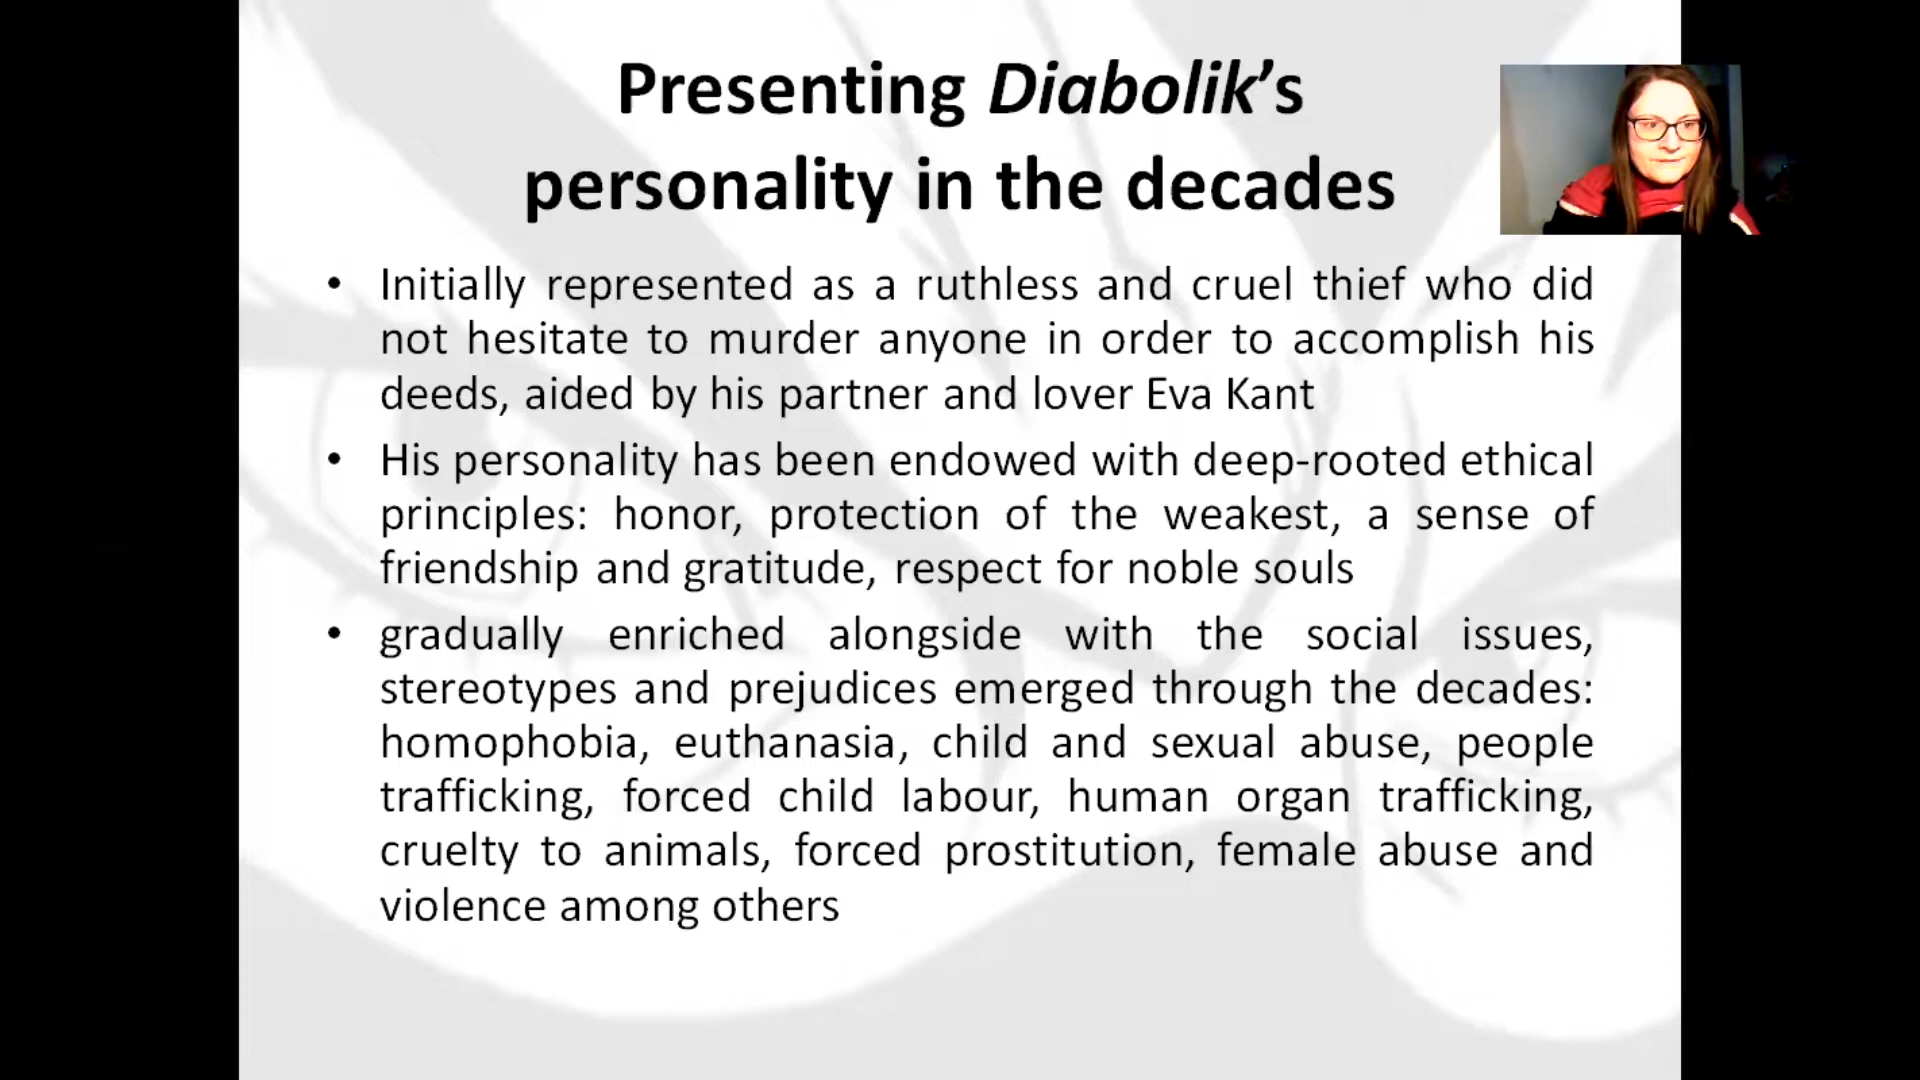 Presenting Diabolik’s
personality in the decades
• Initially represented as a ruthless and cruel thief who did
not hesitate to murder anyone in order to accomplish his
deeds, aided by his partner and lover Eva Kant
• His personality has been endowed with deep-rooted ethical
principles: honor, protection of the weakest, a sense of
friendship and gratitude, respect for noble souls
• gradually enriched alongside with the social issues,
stereotypes and prejudices emerged through the decades:
homophobia, euthanasia, child and sexual abuse, people
trafficking, forced child labour, human organ trafficking,
cruelty to animals, forced prostitution, female abuse and
violence among others